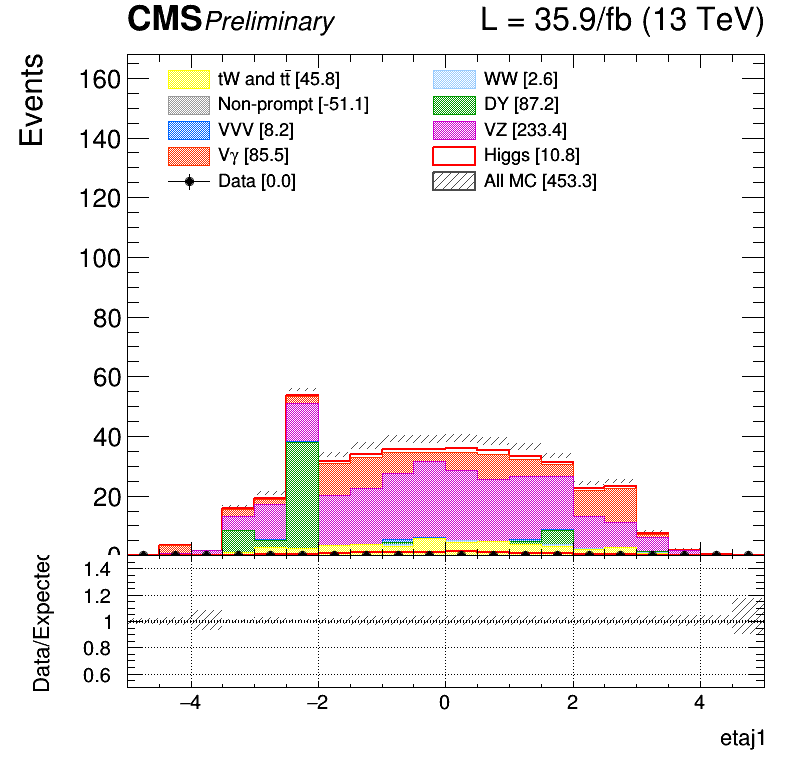 CMS Preliminary L = 35.9/fb (13 TeV)
Events
160
140
120
100
80
60
40
20
0
tW and tt̄ [45.8]
Non-prompt [-51.1]
VVV [8.2]
Vγ [85.5]
Data [0.0]
WW [2.6]
DY [87.2]
VZ [233.4]
Higgs [10.8]
All MC [453.3]
Data/Expected
1.4
1.2
1
0.8
0.6
−4 −2 0 2 4
etaj1